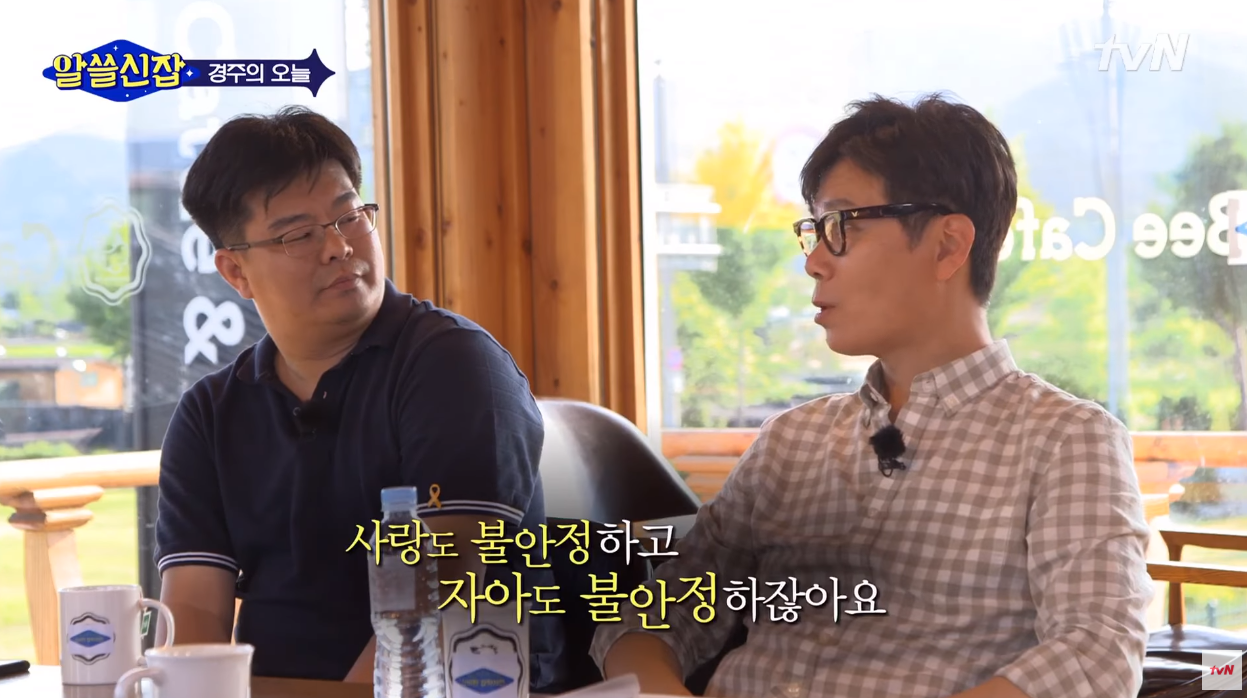 알쓸신잡 경주의 오늘
tvN
Bee Cafe
&
사랑도 불안정하고
자아도 불안정하잖아요
tvN